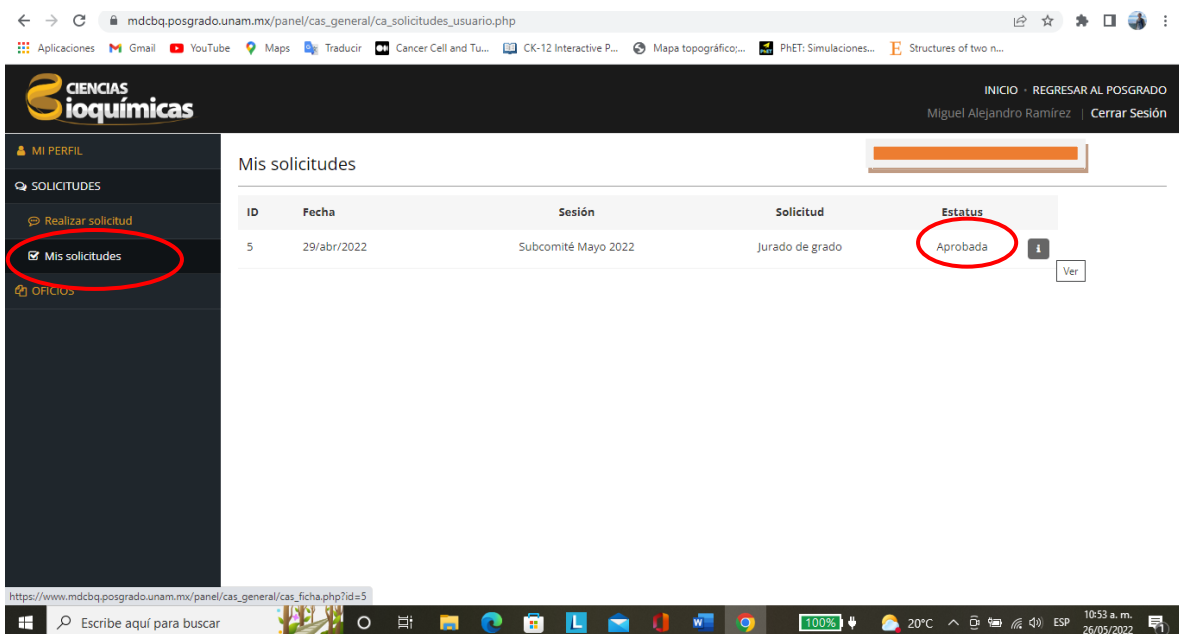 mdcbq.posgrado.unam.mx/panel/cas_general/ca_solicitudes_usuario.php
Aplicaciones Gmail YouTube Maps Traducir Cancer Cell and Tu... CK-12 Interactive P... Mapa topográfico;... PhET: Simulaciones... Structures of two n...
CIENCIAS
Bioquímicas
INICIO · REGRESAR AL POSGRADO
Miguel Alejandro Ramírez | Cerrar Sesión
MI PERFIL
SOLICITUDES
Realizar solicitud
Mis solicitudes
OFICIOS
Mis solicitudes
ID Fecha Sesión Solicitud Estatus
5 29/abr/2022 Subcomité Mayo 2022 Jurado de grado Aprobada
Ver
https://www.mdcbq.posgrado.unam.mx/panel/cas_general/cas_ficha.php?id=5
Escribe aquí para buscar
100% 20°C ESP 10:53 a. m.
26/05/2022